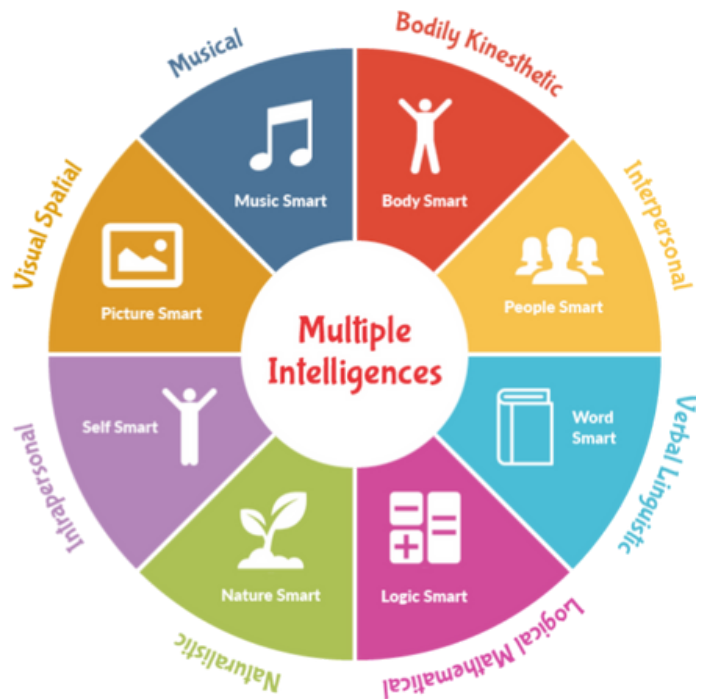 Multiple
Intelligences
Bodily Kinesthetic
Body Smart
Interpersonal
People Smart
Verbal Linguistic
Word
Smart
Logical Mathematical
Logic Smart
Naturalistic
Nature Smart
Intrapersonal
Self Smart
Visual Spatial
Picture Smart
Musical
Music Smart